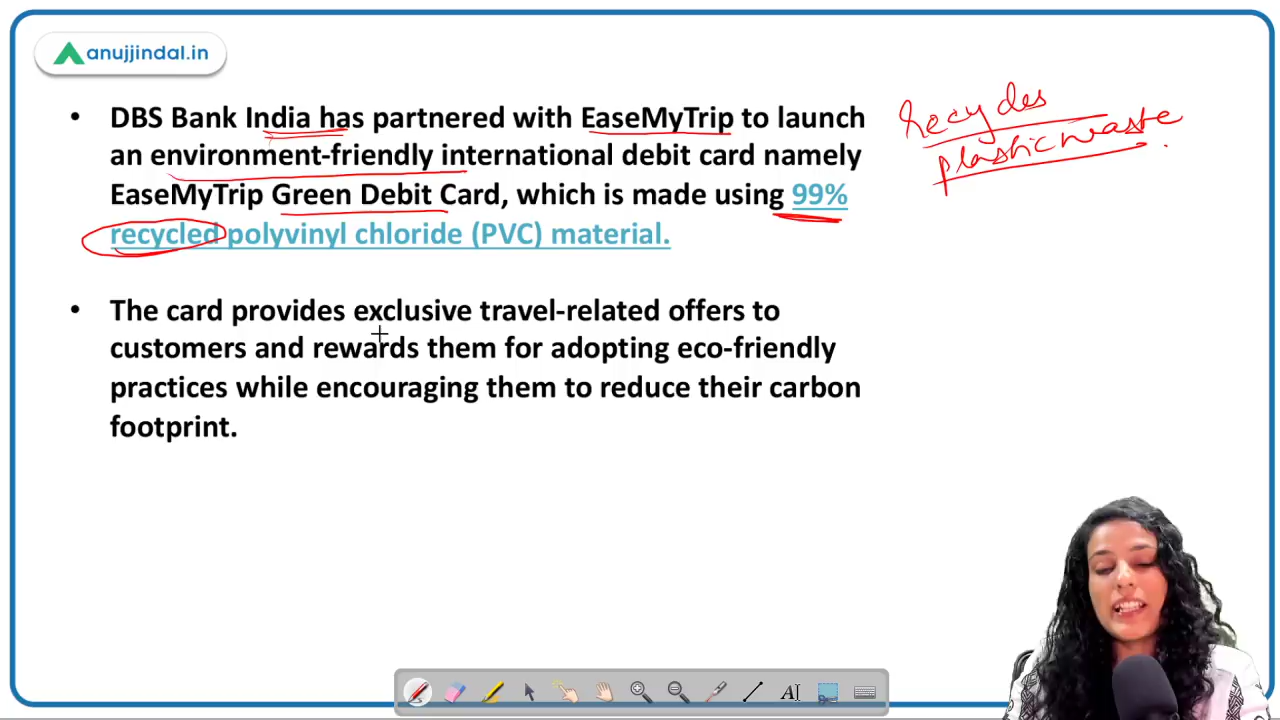 anujjindal.in
• DBS Bank India has partnered with EaseMyTrip to launch
an environment-friendly international debit card namely
EaseMyTrip Green Debit Card, which is made using 99%
recycled polyvinyl chloride (PVC) material.
recycles
plastic waste
• The card provides exclusive travel-related offers to
customers and rewards them for adopting eco-friendly
practices while encouraging them to reduce their carbon
footprint.